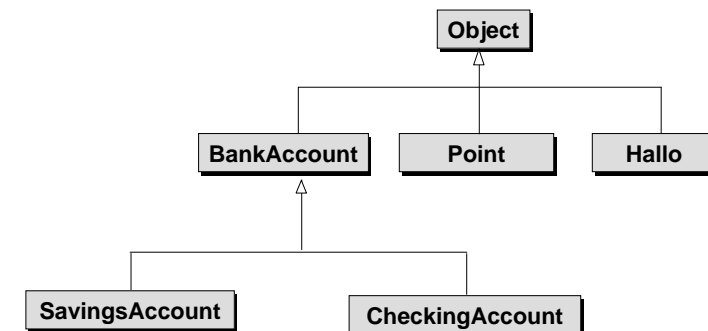 Object
BankAccount
Point
Hallo
SavingsAccount
CheckingAccount